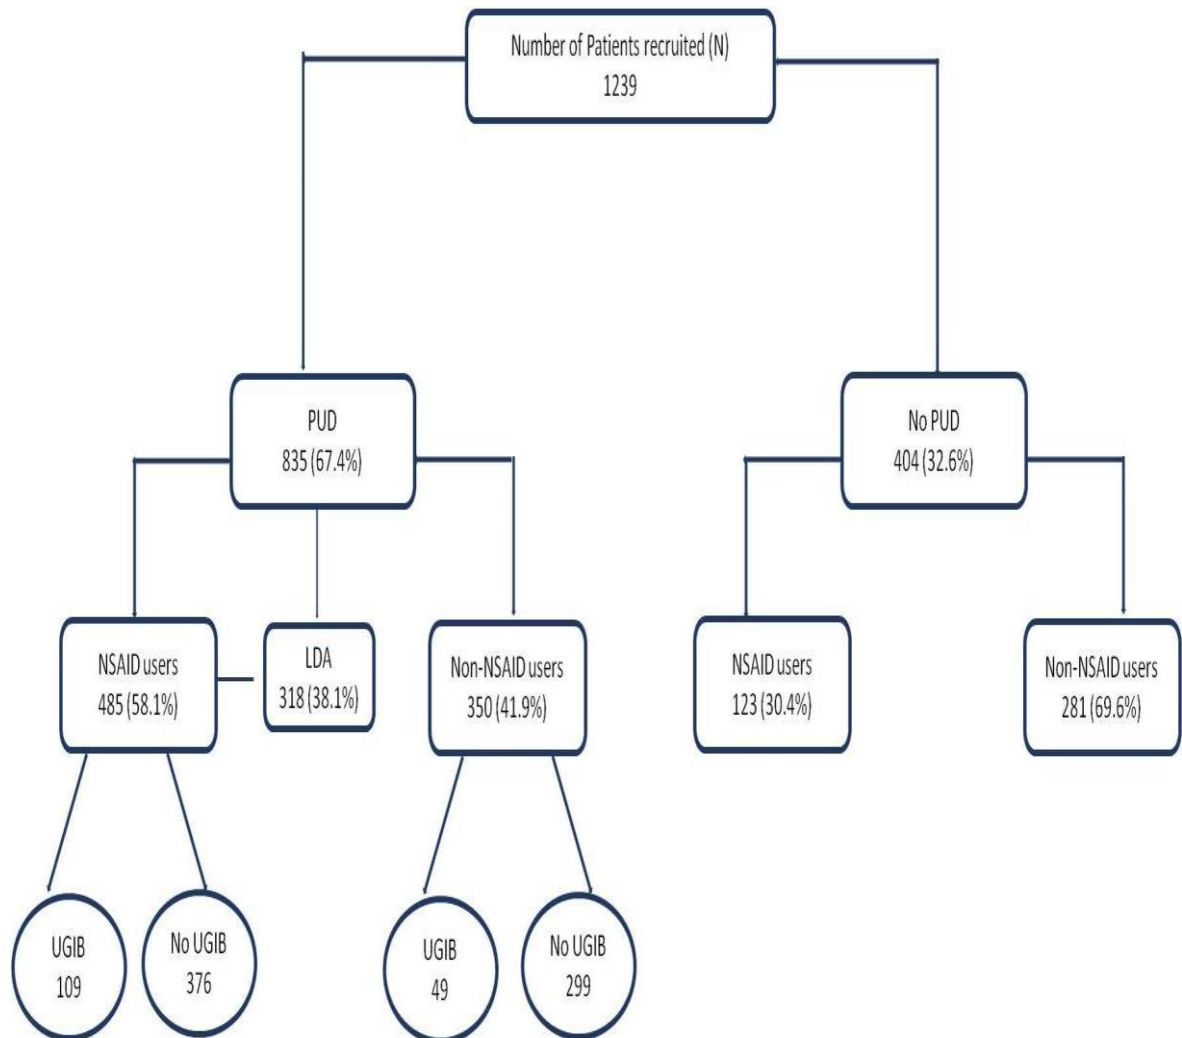 Number of Patients recruited (N)
1239
PUD
835 (67.4%)
No PUD
404 (32.6%)
NSAID users
485 (58.1%)
LDA
318 (38.1%)
Non-NSAID users
350 (41.9%)
NSAID users
123 (30.4%)
Non-NSAID users
281 (69.6%)
UGIB
109
No UGIB
376
UGIB
49
No UGIB
299